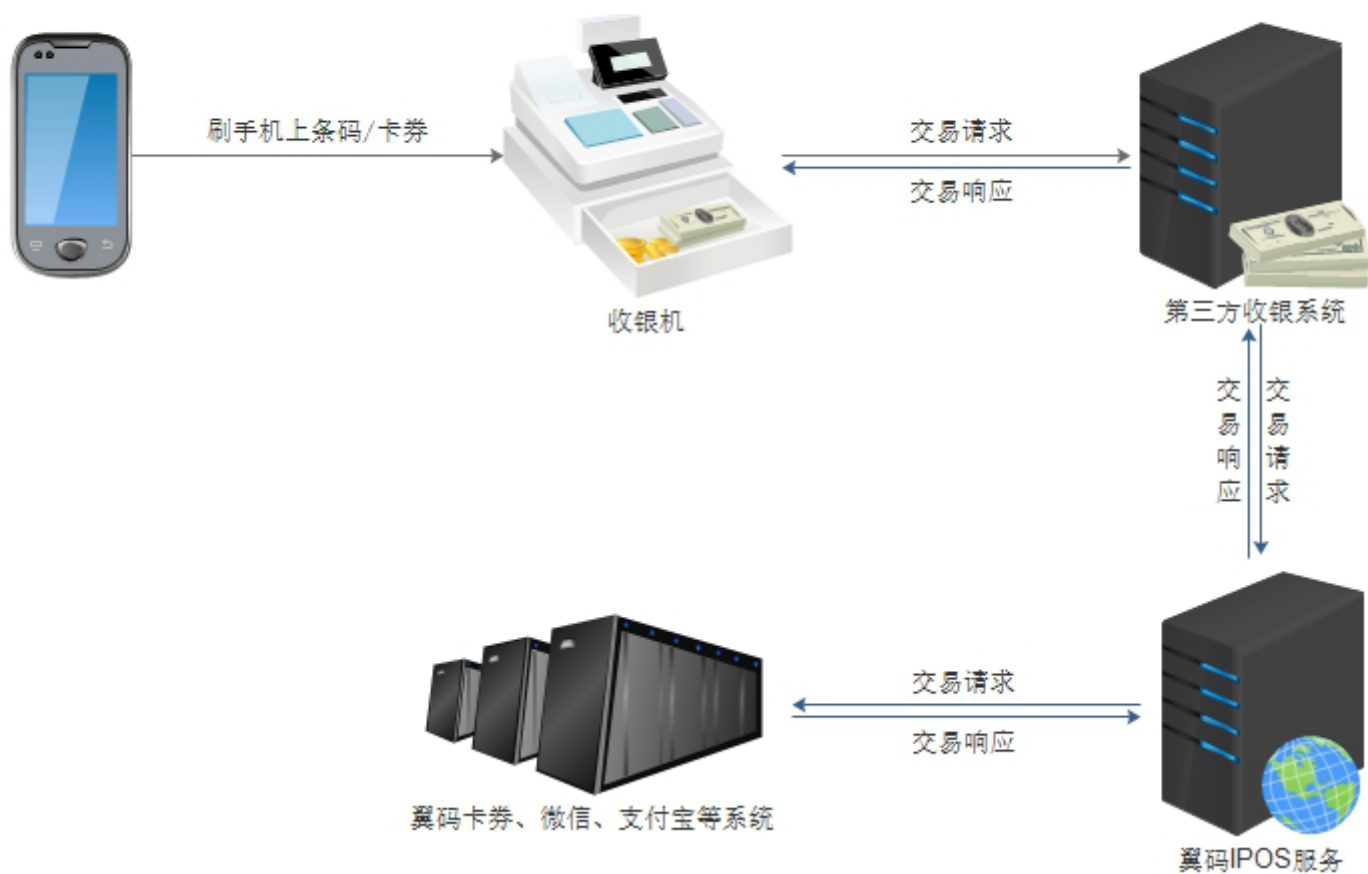 刷手机上条码/卡券
交易请求
交易响应
收银机
第三方收银系统
交易响应
交易请求
交易请求
交易响应
翼码卡券、微信、支付宝等系统
翼码IPOS服务